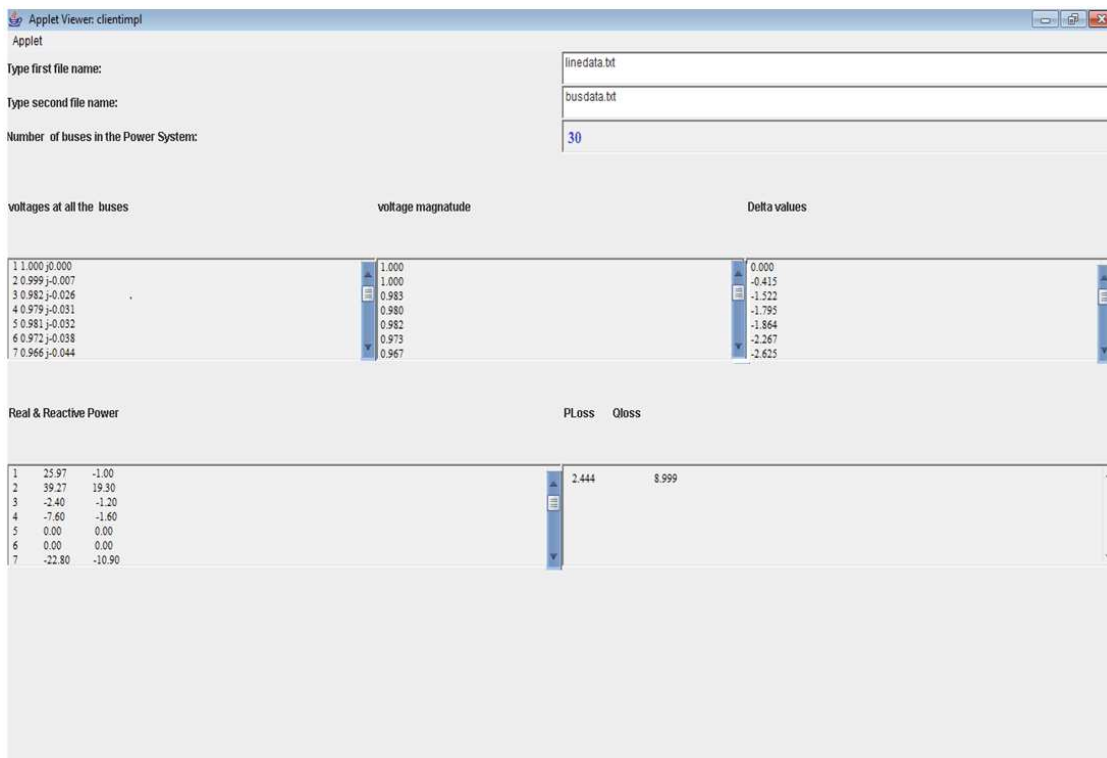 Applet Viewer: clientimpl
Applet
Type first file name:
linedata.txt
Type second file name:
busdata.txt
Number of buses in the Power System:
30
voltages at all the buses
voltage magnatude
Delta values
1 1.000 j0.000
2 0.999 j-0.007
3 0.982 j-0.026
4 0.979 j-0.031
5 0.981 j-0.032
6 0.972 j-0.038
7 0.966 j-0.044
1.000
1.000
0.983
0.980
0.982
0.973
0.967
0.000
-0.415
-1.522
-1.795
-1.864
-2.267
-2.625
Real & Reactive Power
PLoss Qloss
1 25.97 -1.00
2 39.27 19.30
3 -2.40 -1.20
4 -7.60 -1.60
5 0.00 0.00
6 0.00 0.00
7 -22.80 -10.90
2.444 8.999